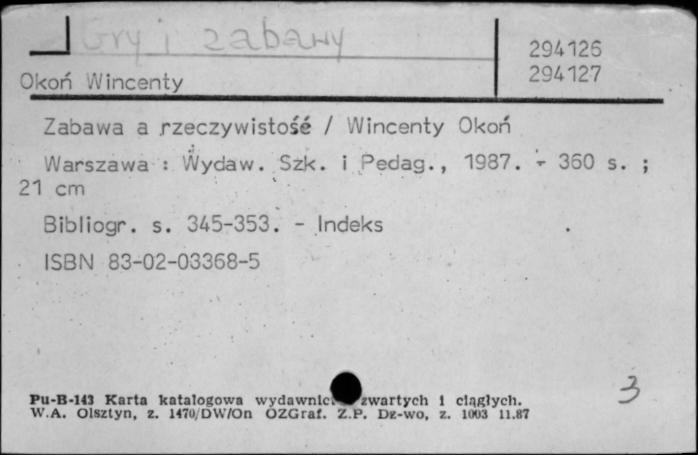 Gry i zabawy
294126
294127
Okoń Wincenty
Zabawa a rzeczywistość / Wincenty Okoń
Warszawa : Wydaw. Szk. i Pedag., 1987. - 360 s. ;
21 cm
Bibliogr. s. 345-353. - Indeks
ISBN 83-02-03368-5
3
Pu-B-143 Karta katalogowa wydawnic zwartych i ciągłych.
W.A. Olsztyn, z. 1470/DW/On OZGraf. Z.P. Dz-wo, z. 1003 11.87